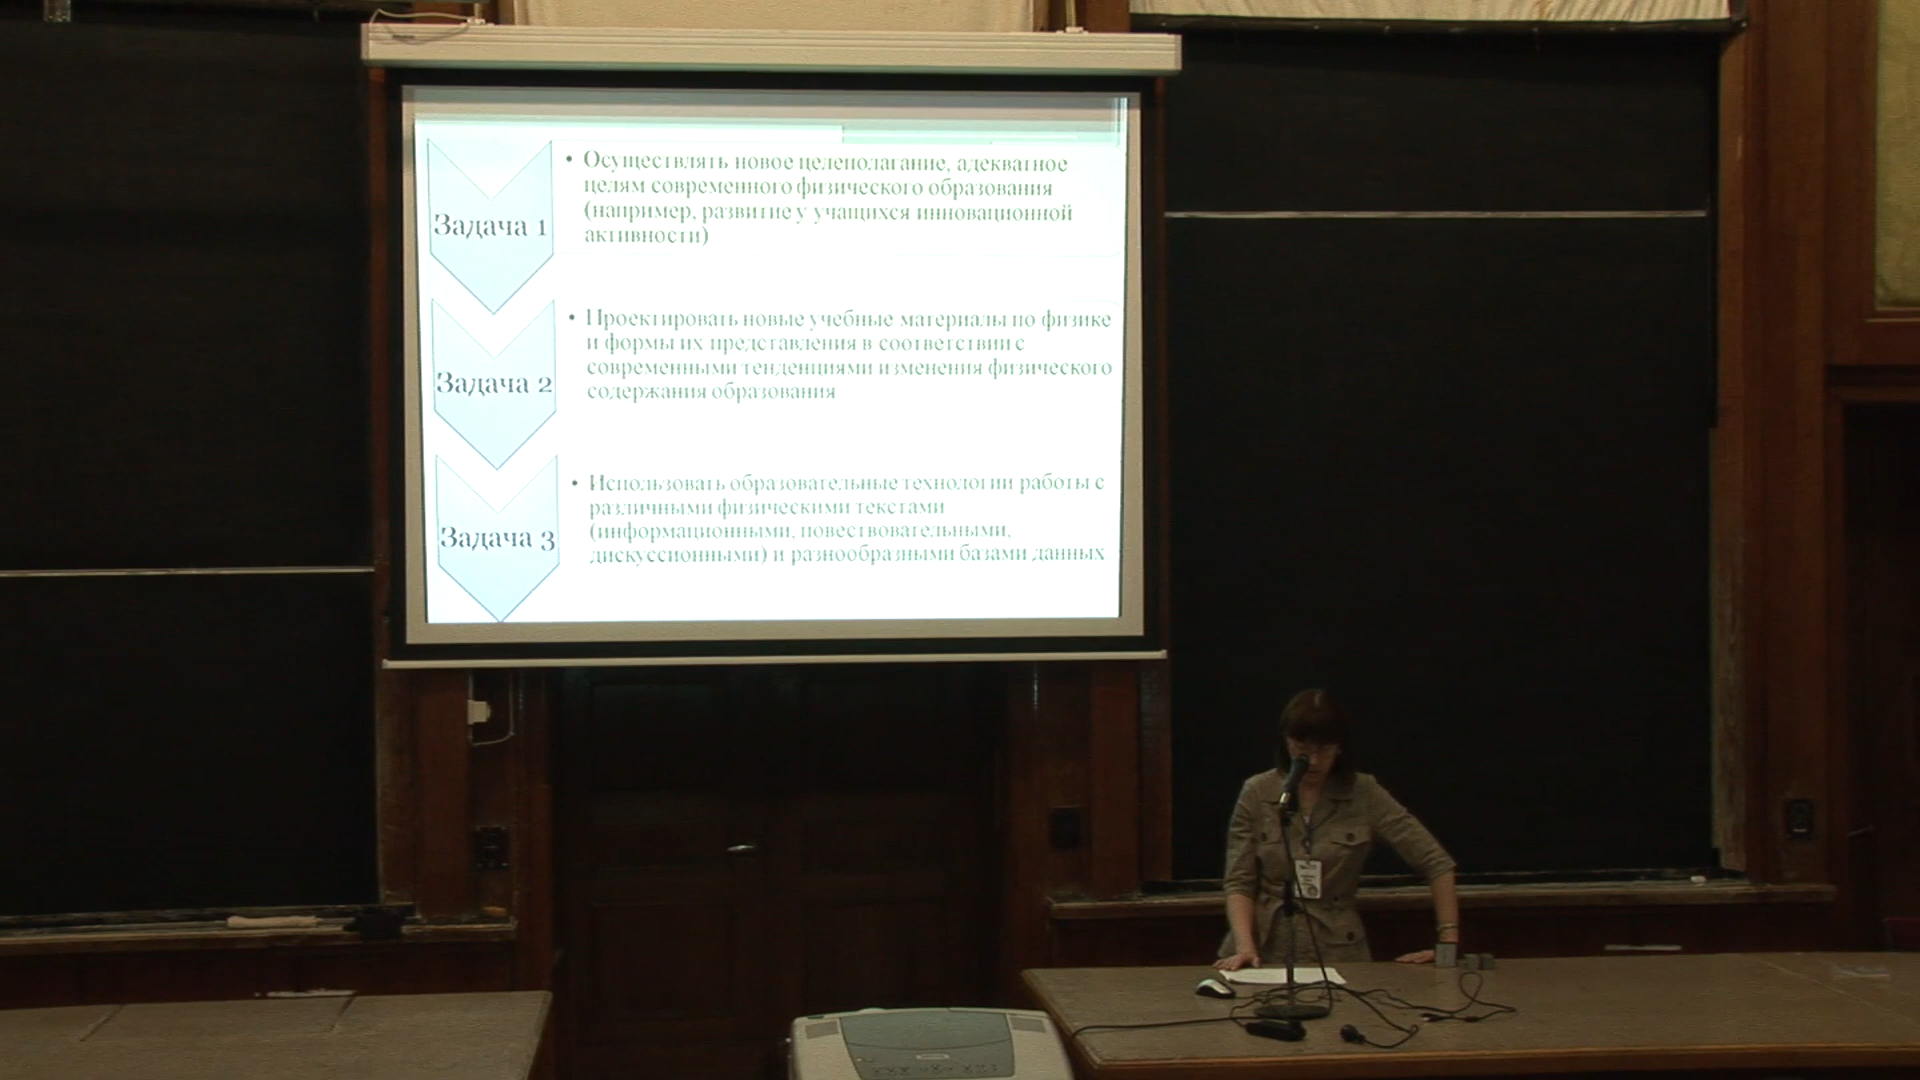 Задача 1
• Осуществлять новое целеполагание, адекватное
целям современного физического образования
(например, развитие у учащихся инновационной
активности)
Задача 2
• Проектировать новые учебные материалы по физике
и формы их представления в соответствии с
современными тенденциями изменения физического
содержания образования
Задача 3
• Использовать образовательные технологии работы с
различными физическими текстами
(информационными, повествовательными,
дискуссионными) и разнообразными базами данных